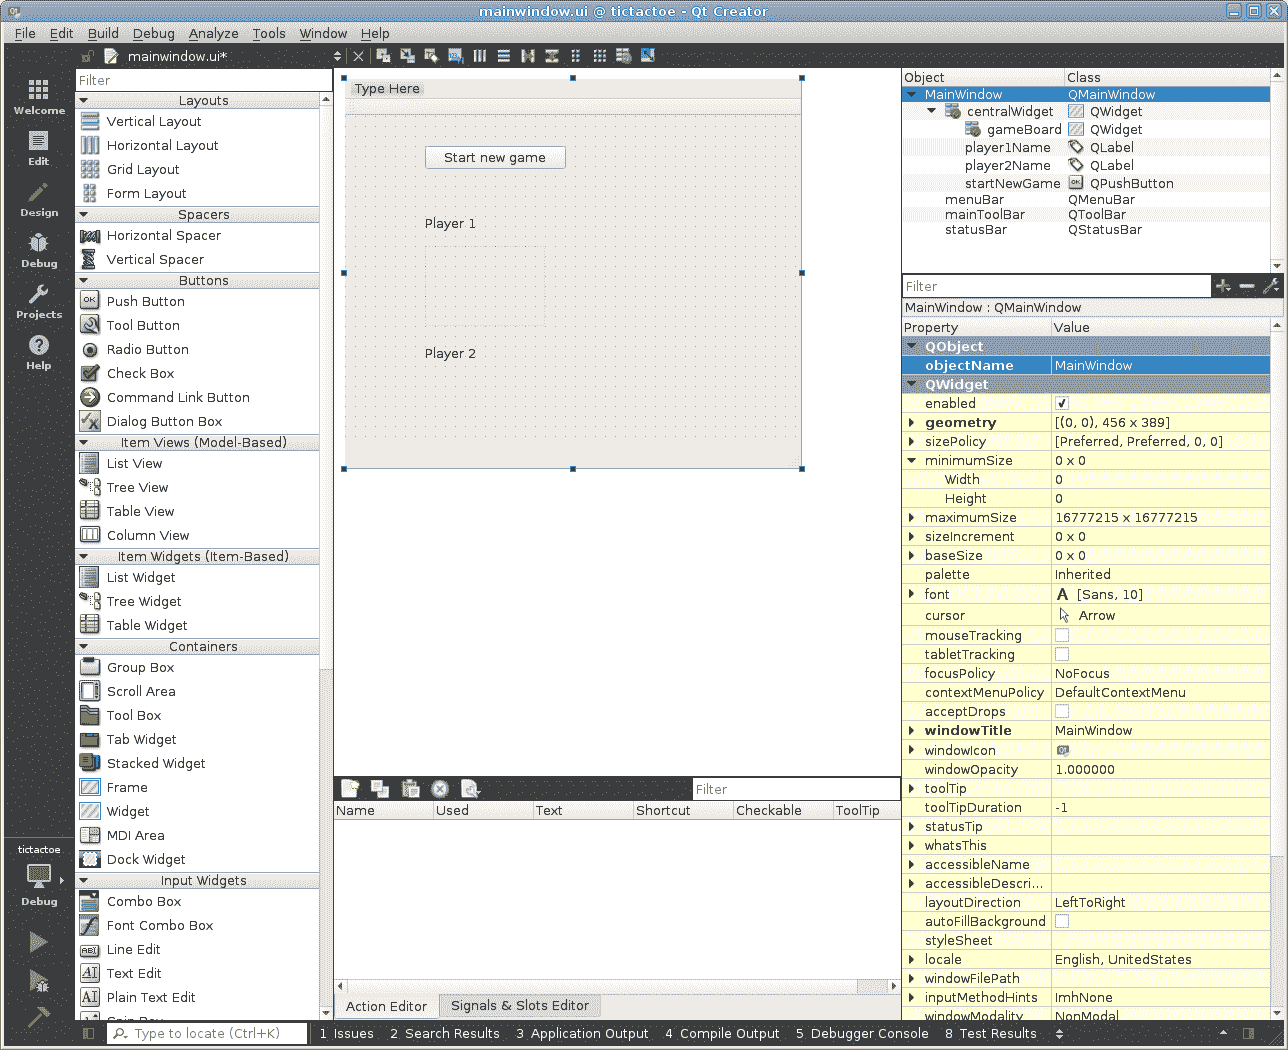 mainwindow.ui @ tictactoe - Qt Creator
File Edit Build Debug Analyze Tools Window Help
mainwindow.ui*
Welcome
Edit
Design
Debug
Projects
Help
tictactoe
Debug
Filter
Layouts
Vertical Layout
Horizontal Layout
Grid Layout
Form Layout
Spacers
Horizontal Spacer
Vertical Spacer
Buttons
OK Push Button
Tool Button
Radio Button
Check Box
Command Link Button
Dialog Button Box
Item Views (Model-Based)
List View
Tree View
Table View
Column View
Item Widgets (Item-Based)
List Widget
Tree Widget
Table Widget
Containers
Group Box
Scroll Area
Tool Box
Tab Widget
Stacked Widget
Frame
Widget
MDI Area
Dock Widget
Input Widgets
Combo Box
Font Combo Box
ABI Line Edit
AI Text Edit
AI Plain Text Edit
Spin Box
Type Here
Start new game
Player 1
Player 2
Filter
Name Used Text Shortcut Checkable ToolTip
Action Editor Signals & Slots Editor
Object Class
MainWindow QMainWindow
centralWidget QWidget
gameBoard QWidget
player1Name QLabel
player2Name QLabel
startNewGame OK QPushButton
menuBar QMenuBar
mainToolBar QToolBar
statusBar QStatusBar
Filter
MainWindow : QMainWindow
Property Value
QObject
objectName MainWindow
QWidget
enabled
geometry [(0, 0), 456 x 389]
sizePolicy [Preferred, Preferred, 0, 0]
minimumSize 0 x 0
Width 0
Height 0
maximumSize 16777215 x 16777215
sizeIncrement 0 x 0
baseSize 0 x 0
palette Inherited
font A [Sans, 10]
cursor Arrow
mouseTracking
tabletTracking
focusPolicy NoFocus
contextMenuPolicy DefaultContextMenu
acceptDrops
windowTitle MainWindow
windowIcon
windowOpacity 1.000000
toolTip
toolTipDuration -1
statusTip
whatsThis
accessibleName
accessibleDescri...
layoutDirection LeftToRight
autoFillBackground
styleSheet
locale English, UnitedStates
windowFilePath
inputMethodHints ImhNone
windowModality NonModal
Type to locate (Ctrl+K) 1 Issues 2 Search Results 3 Application Output 4 Compile Output 5 Debugger Console 8 Test Results